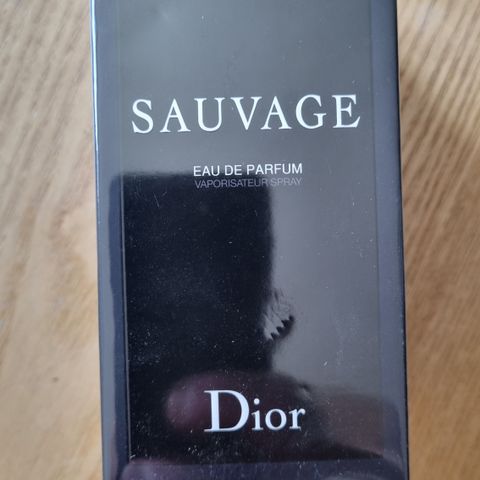 SAUVAGE
EAU DE PARFUM
VAPORISATEUR SPRAY
Dior